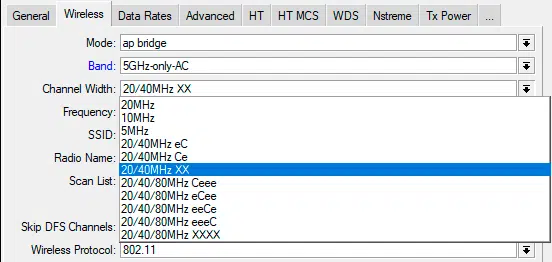 General Wireless Data Rates Advanced HT HT MCS WDS Nstreme Tx Power ...
Mode: ap bridge
Band: 5GHz-only-AC
Channel Width: 20/40MHz XX
Frequency:
SSID:
Radio Name:
Scan List:
Skip DFS Channels:
20MHz
10MHz
5MHz
20/40MHz eC
20/40MHz Ce
20/40MHz XX
20/40/80MHz Ceee
20/40/80MHz eCee
20/40/80MHz eeCe
20/40/80MHz eeeC
20/40/80MHz XXXX
Wireless Protocol: 802.11